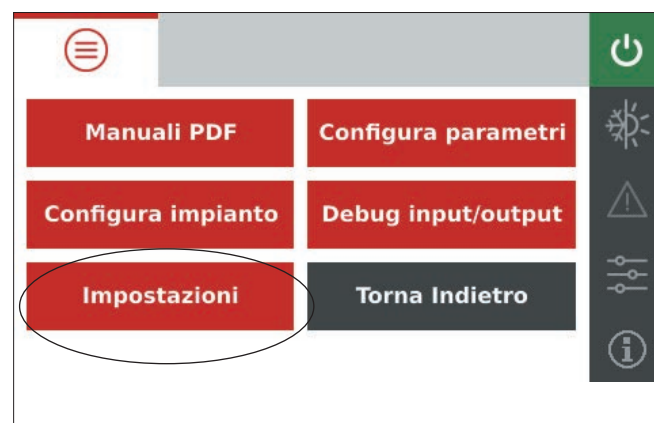 Manuali PDF
Configura parametri
Configura impianto
Debug input/output
Impostazioni
Torna Indietro